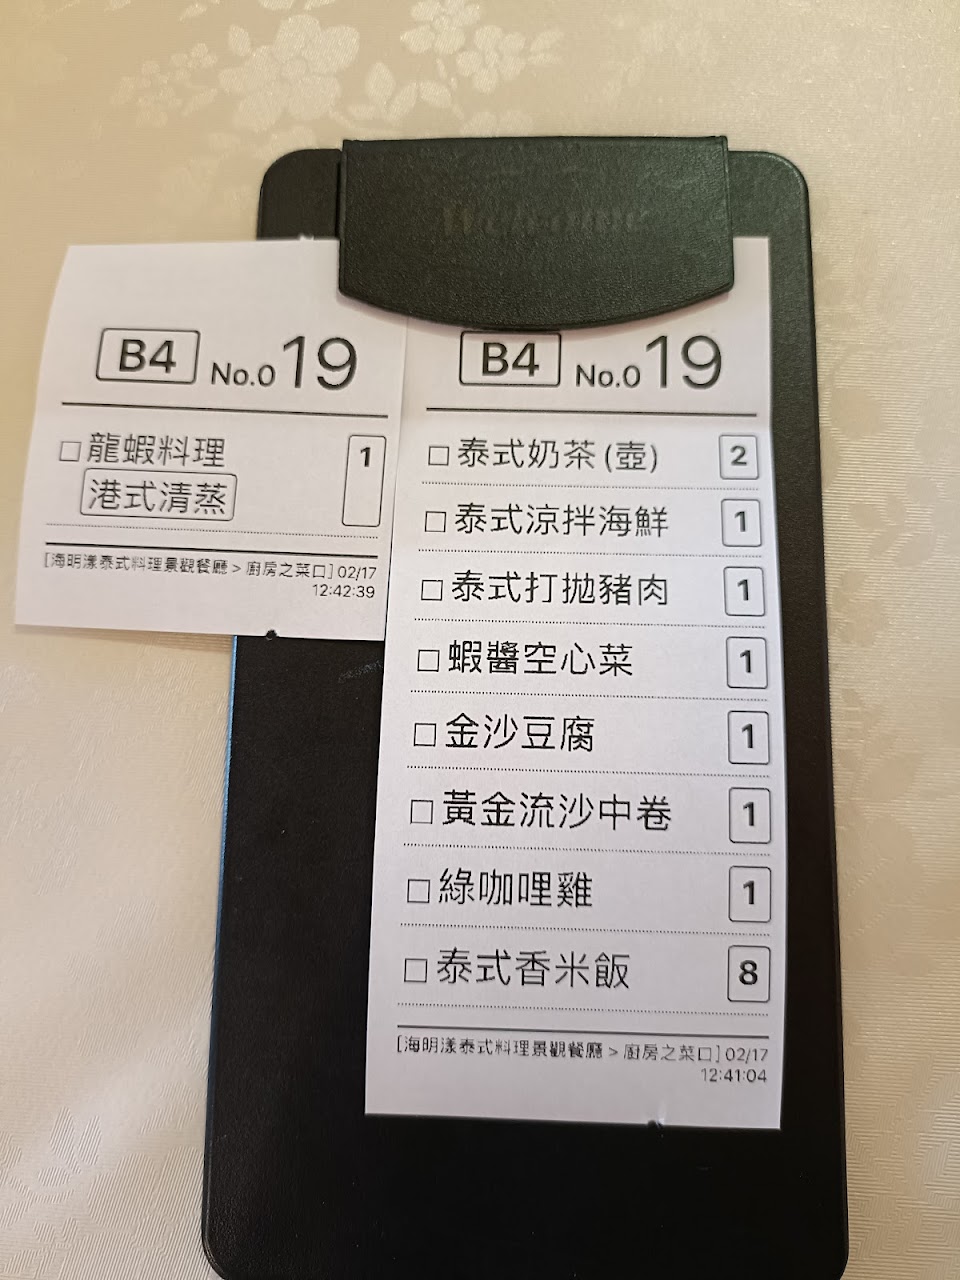 Welcome
B4 No.019
□龍蝦料理 1
港式清蒸
[海明漾泰式料理景觀餐廳 > 廚房之菜口] 02/17
12:42:39
B4 No.019
□泰式奶茶(壺) 2
□泰式涼拌海鮮 1
□泰式打拋豬肉 1
□蝦醬空心菜 1
□金沙豆腐 1
□黃金流沙中卷 1
□綠咖哩雞 1
□泰式香米飯 8
[海明漾泰式料理景觀餐廳 > 廚房之菜口] 02/17
12:41:04